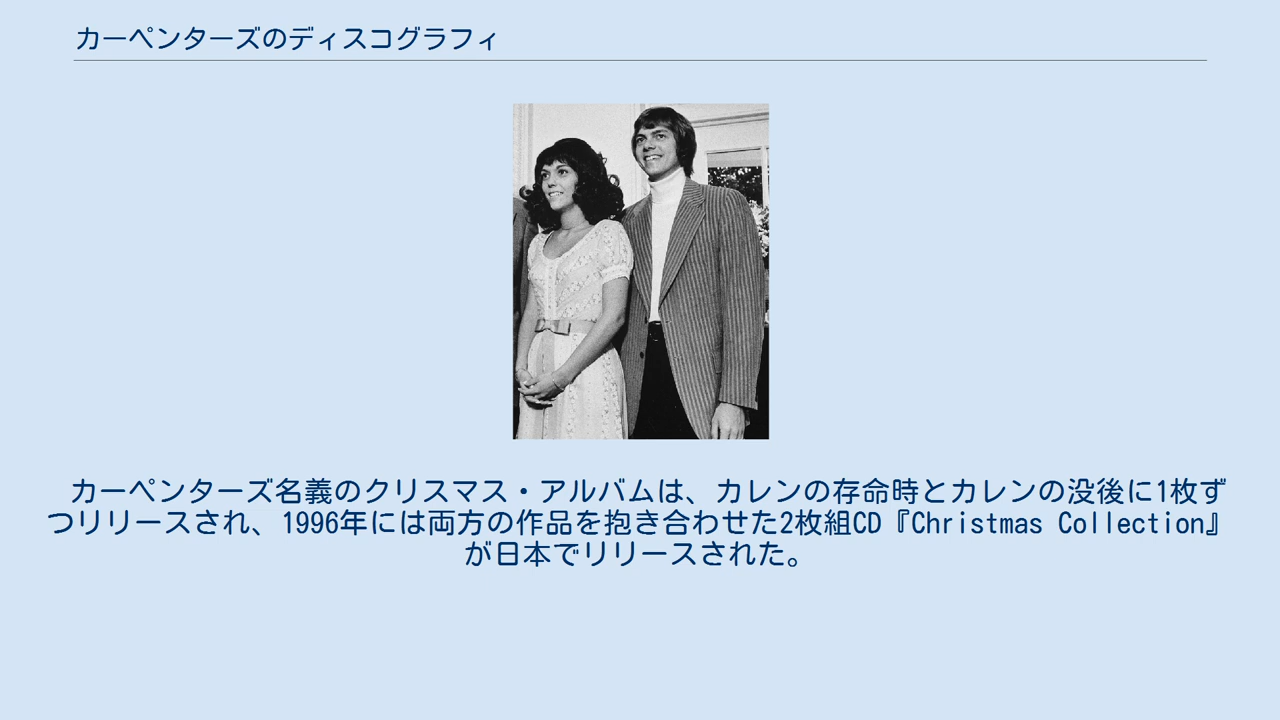 カーペンターズのディスコグラフィ
カーペンターズ名義のクリスマス・アルバムは、カレンの存命時とカレンの没後に1枚ず
つリリースされ、1996年には両方の作品を抱き合わせた2枚組CD『Christmas Collection』
が日本でリリースされた。